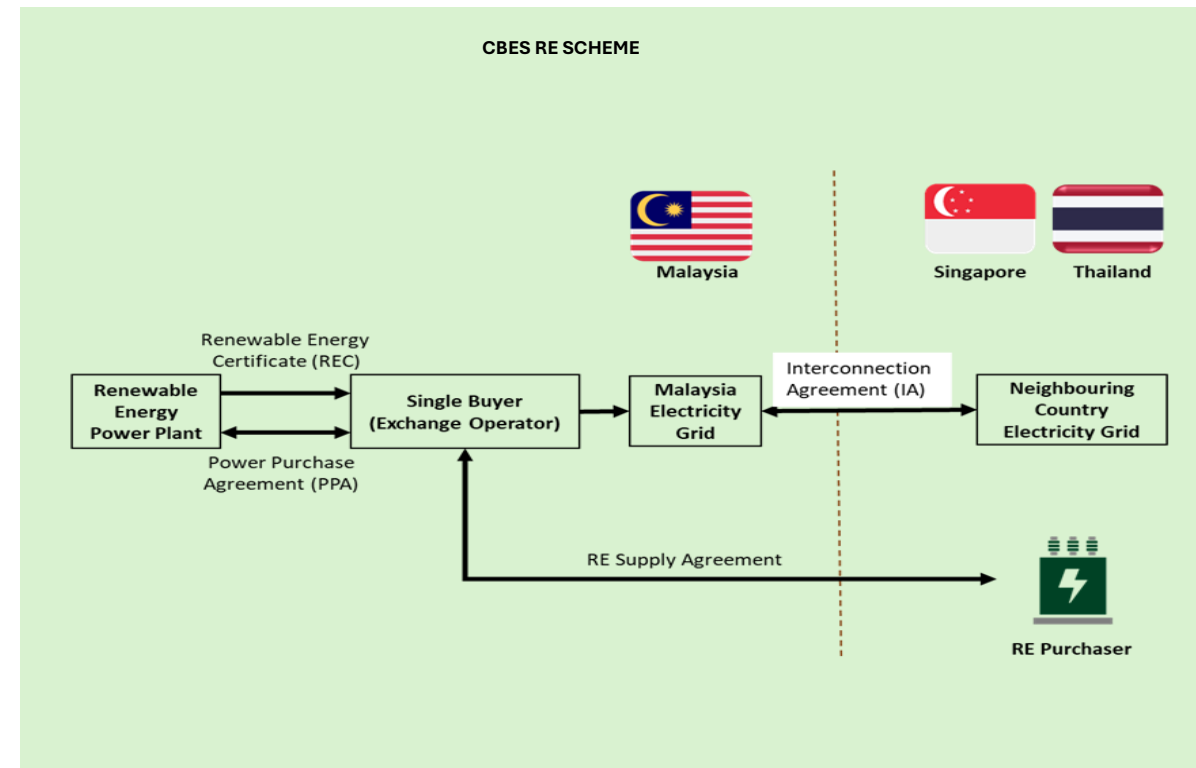 CBES RE SCHEME
Malaysia
Singapore
Thailand
Renewable Energy
Certificate (REC)
Renewable
Energy
Power Plant
Power Purchase
Agreement (PPA)
Single Buyer
(Exchange Operator)
Malaysia
Electricity
Grid
Interconnection
Agreement (IA)
Neighbouring
Country
Electricity Grid
RE Supply Agreement
RE Purchaser